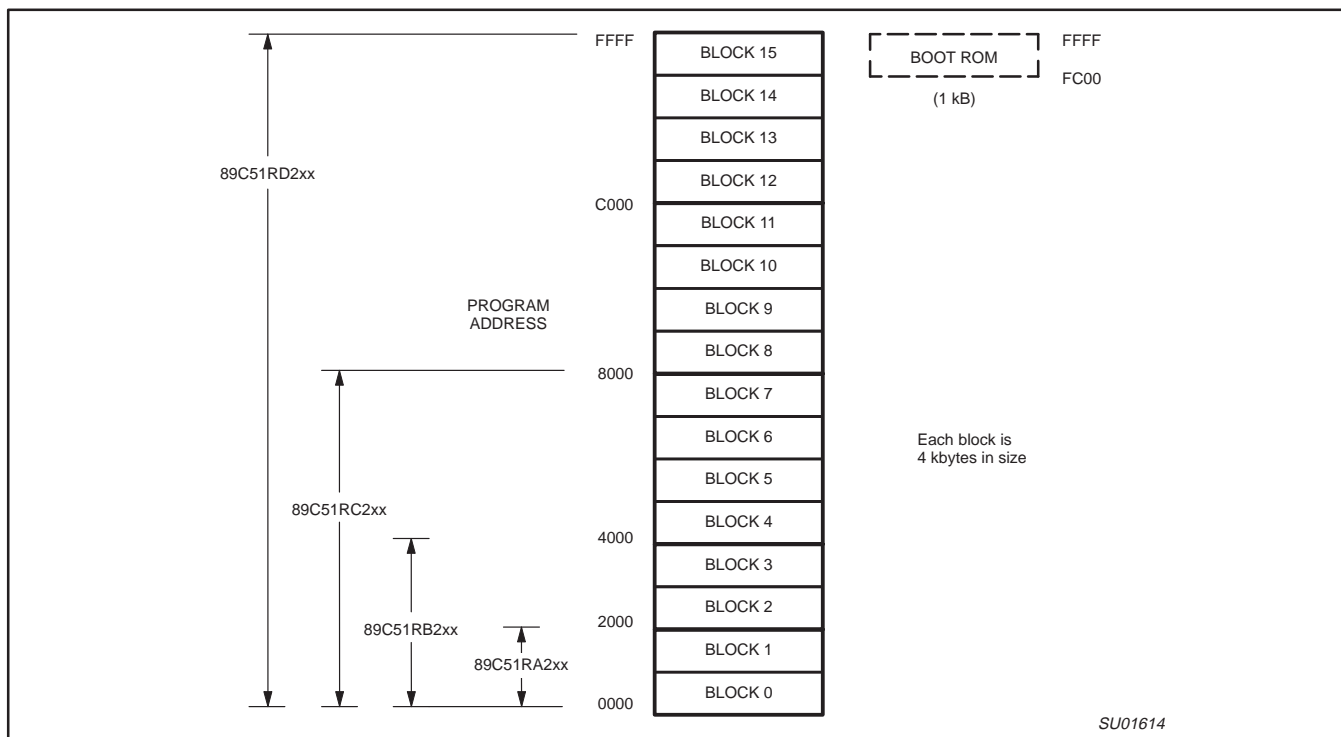 FFFF
BLOCK 15
BOOT ROM
FFFF
FC00
(1 kB)
BLOCK 14
BLOCK 13
89C51RD2xx
BLOCK 12
C000
BLOCK 11
BLOCK 10
PROGRAM
ADDRESS
BLOCK 9
BLOCK 8
8000
BLOCK 7
Each block is
4 kbytes in size
BLOCK 6
BLOCK 5
89C51RC2xx
BLOCK 4
4000
BLOCK 3
BLOCK 2
2000
89C51RB2xx
BLOCK 1
89C51RA2xx
BLOCK 0
0000
SU01614